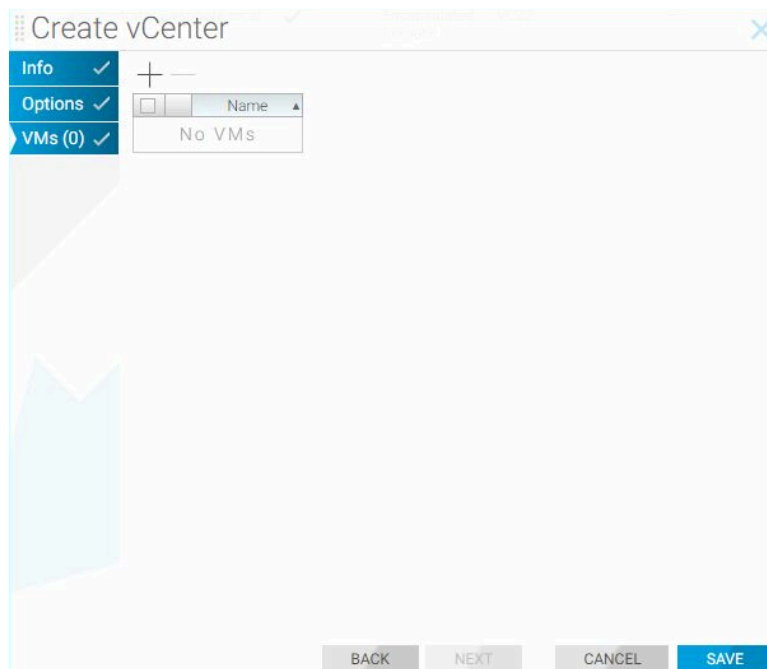 Create vCenter
Info
Options
VMs (0)
Name
No VMs
BACK NEXT CANCEL SAVE